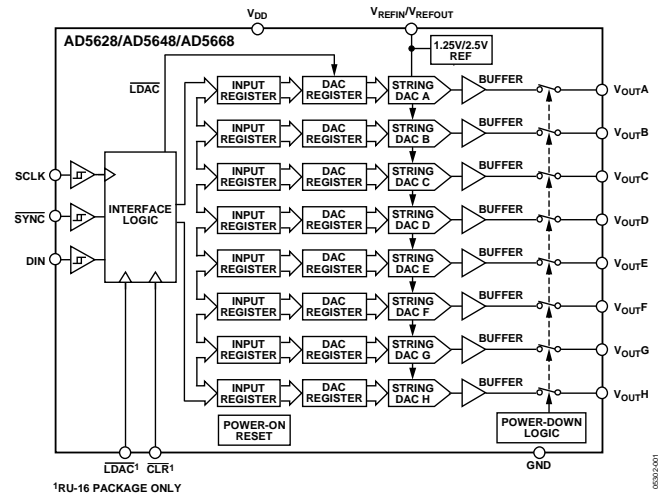 VDD
VREFIN/VREFOUT
AD5628/AD5648/AD5668
1.25V/2.5V
REF
LDAC
INPUT
REGISTER
DAC
REGISTER
STRING
DAC A
BUFFER
VOUTA
INPUT
REGISTER
DAC
REGISTER
STRING
DAC B
BUFFER
VOUTB
INPUT
REGISTER
DAC
REGISTER
STRING
DAC C
BUFFER
VOUTC
SCLK
SYNC
DIN
INTERFACE
LOGIC
INPUT
REGISTER
DAC
REGISTER
STRING
DAC D
BUFFER
VOUTD
INPUT
REGISTER
DAC
REGISTER
STRING
DAC E
BUFFER
VOUTE
INPUT
REGISTER
DAC
REGISTER
STRING
DAC F
BUFFER
VOUTF
INPUT
REGISTER
DAC
REGISTER
STRING
DAC G
BUFFER
VOUTG
INPUT
REGISTER
DAC
REGISTER
STRING
DAC H
BUFFER
VOUTH
POWER-ON
RESET
POWER-DOWN
LOGIC
LDAC1
CLR1
GND
1RU-16 PACKAGE ONLY
05302-001